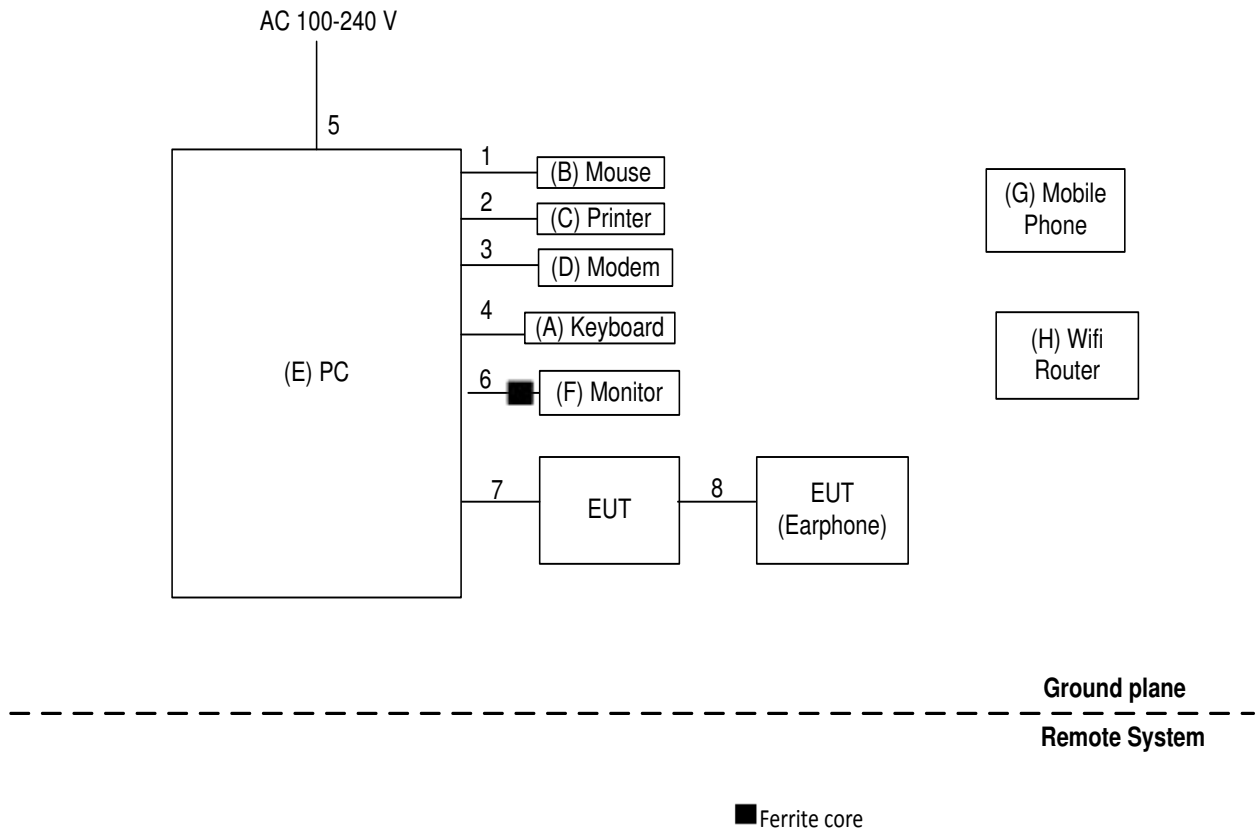 AC 100-240 V
5
1
(B) Mouse
2
(C) Printer
3
(D) Modem
4
(A) Keyboard
(E) PC
6
(F) Monitor
7
EUT
8
EUT
(Earphone)
(G) Mobile
Phone
(H) Wifi
Router
Ground plane
Remote System
Ferrite core